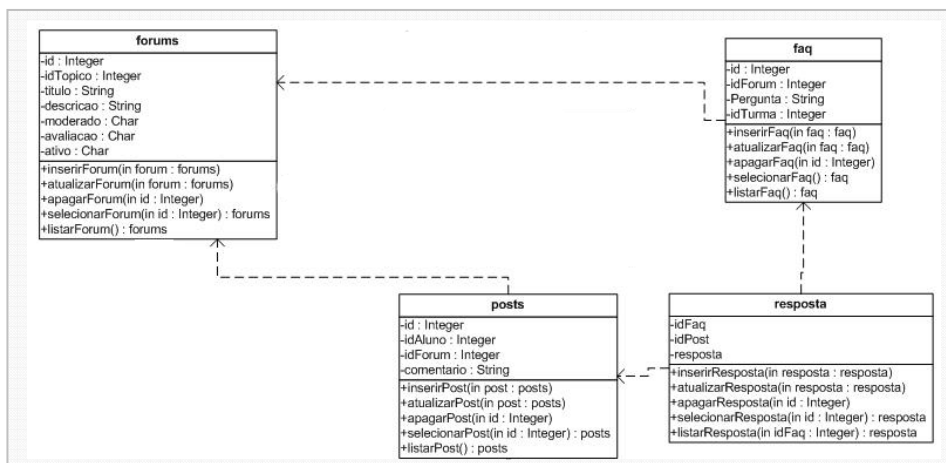 forums
-id : Integer
-idTopico : Integer
-titulo : String
-descricao : String
-moderado : Char
-avaliacao : Char
-ativo : Char
+inserirForum(in forum : forums)
+atualizarForum(in forum : forums)
+apagarForum(in id : Integer)
+selecionarForum(in id : Integer) : forums
+listarForum() : forums
faq
-id : Integer
-idForum : Integer
-Pergunta : String
-idTurma : Integer
+inserirFaq(in faq : faq)
+atualizarFaq(in faq : faq)
+apagarFaq(in id : Integer)
+selecionarFaq() : faq
+listarFaq() : faq
posts
-id : Integer
-idAluno : Integer
-idForum : Integer
-comentario : String
+inserirPost(in post : posts)
+atualizarPost(in post : posts)
+apagarPost(in id : Integer)
+selecionarPost(in id : Integer) : posts
+listarPost() : posts
resposta
-idFaq
-idPost
-resposta
+inserirResposta(in resposta : resposta)
+atualizarResposta(in resposta : resposta)
+apagarResposta(in id : Integer)
+selecionarResposta(in id : Integer) : resposta
+listarResposta(in idFaq : Integer) : resposta